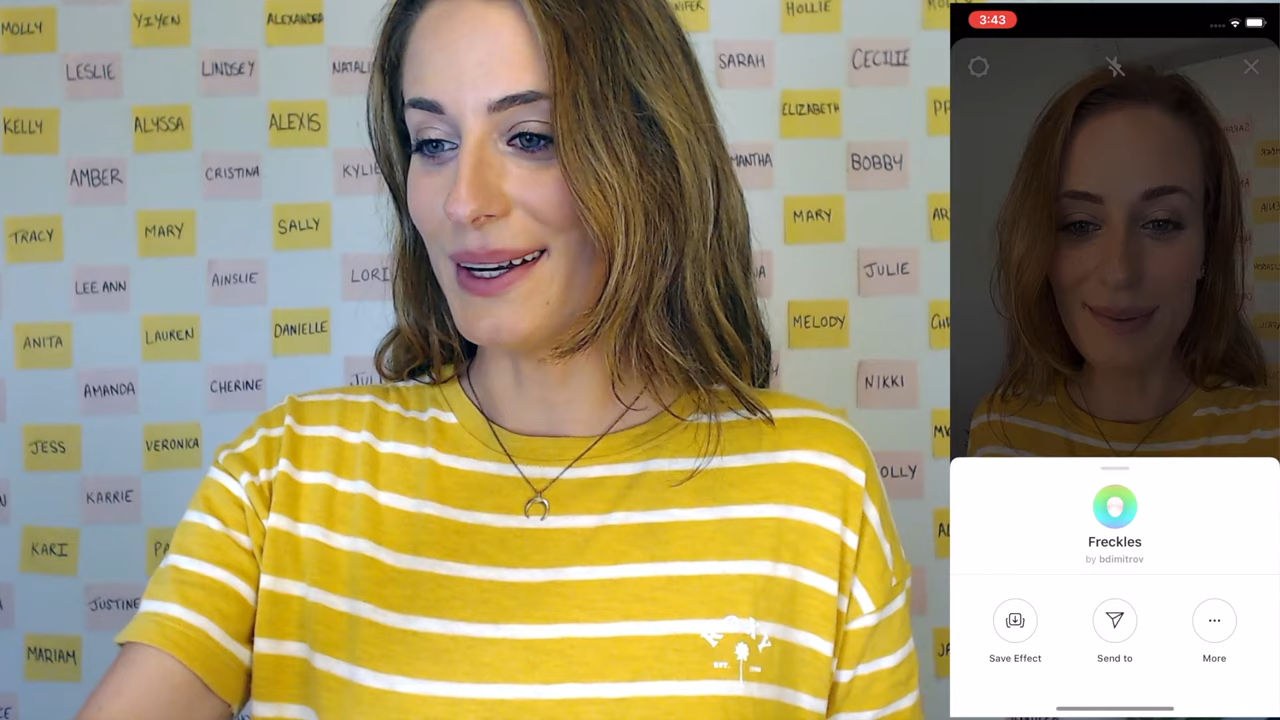 MOLLY
YIYEN
ALEXANDRA
HOLLIE
LESLIE
LINDSEY
SARAH
CECILIE
KELLY
ALYSSA
ALEXIS
ELIZABETH
AMBER
CRISTINA
BOBBY
TRACY
MARY
SALLY
MARY
LEE ANN
AINSLIE
LORI
JULIE
ANITA
LAUREN
DANIELLE
MELODY
AMANDA
CHERINE
NIKKI
JESS
VERONICA
KARRIE
KARI
JUSTINE
MARIAM
3:43
Freckles
by bdimitrov
Save Effect
Send to
More